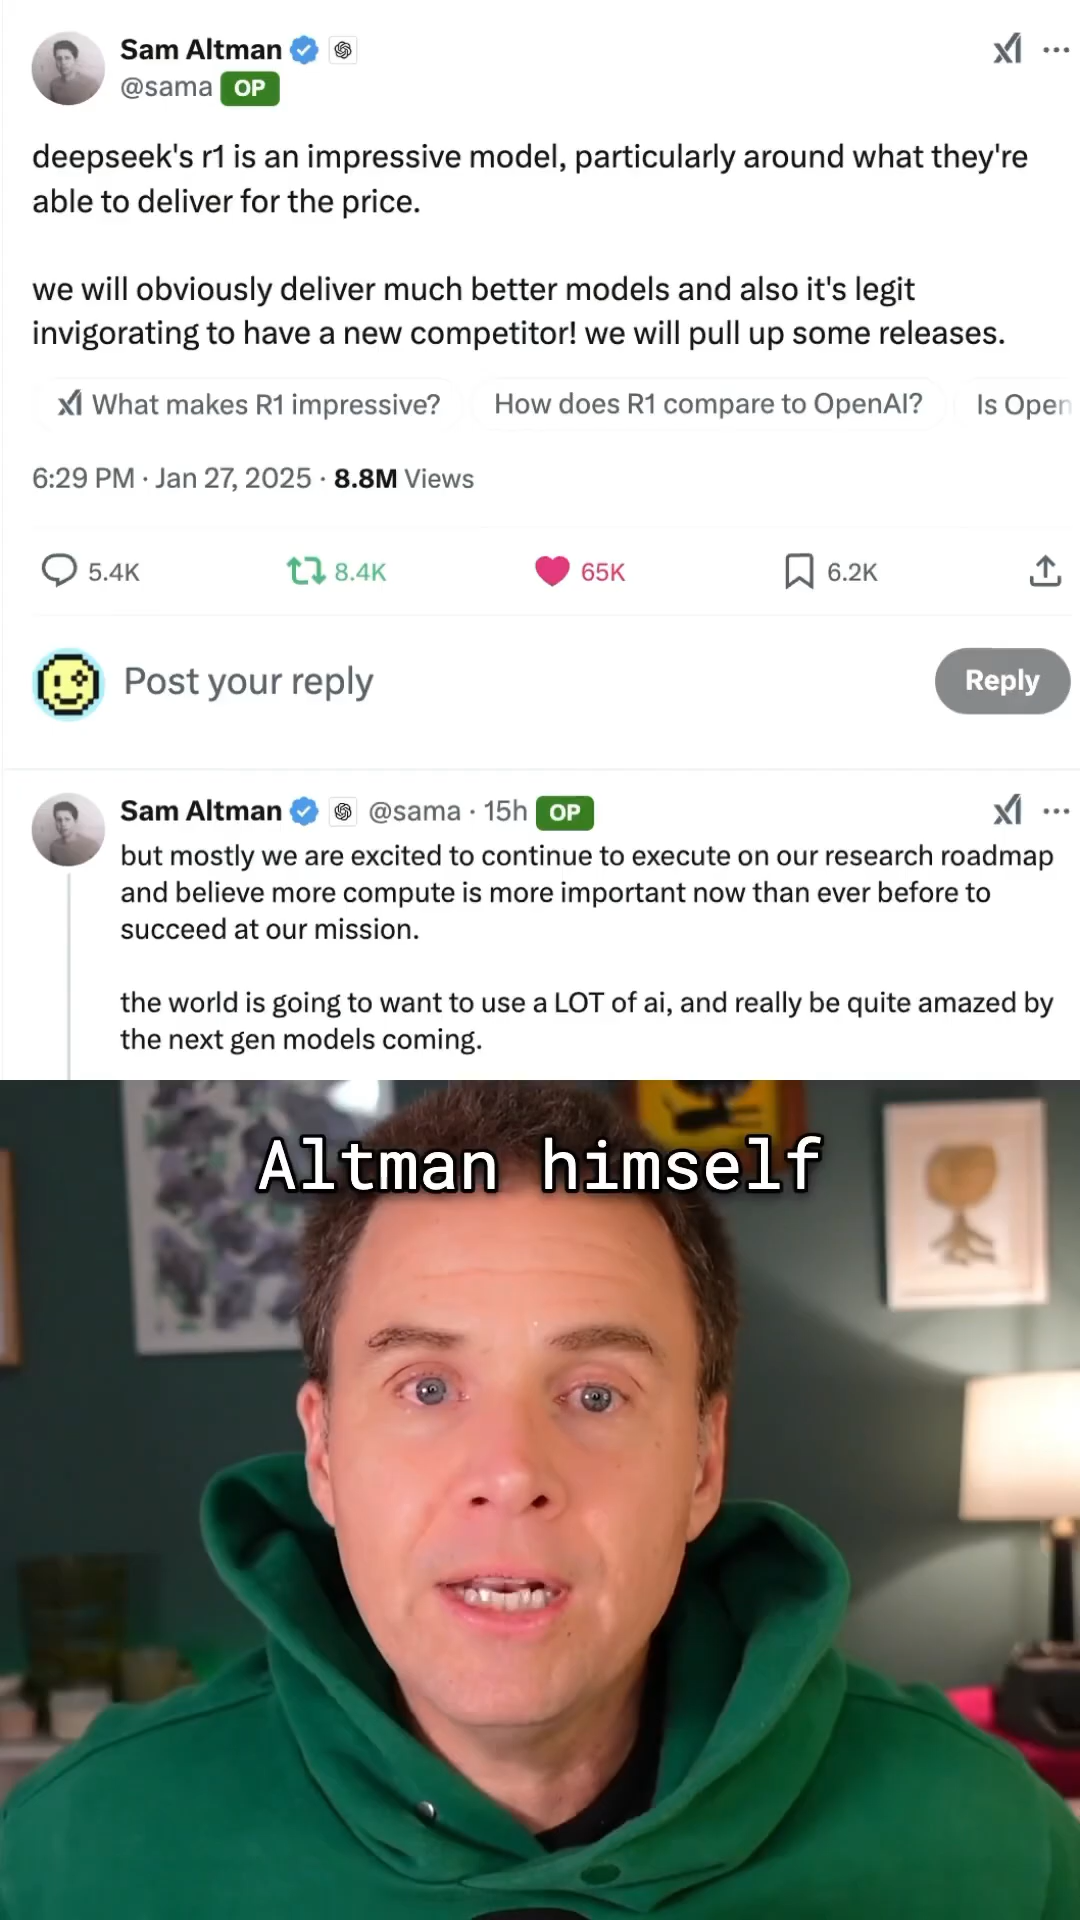 Sam Altman
@sama OP
deepseek's r1 is an impressive model, particularly around what they're
able to deliver for the price.
we will obviously deliver much better models and also it's legit
invigorating to have a new competitor! we will pull up some releases.
What makes R1 impressive?
How does R1 compare to OpenAI?
Is Open
6:29 PM · Jan 27, 2025 · 8.8M Views
5.4K
8.4K
65K
6.2K
Post your reply
Reply
Sam Altman @sama · 15h OP
but mostly we are excited to continue to execute on our research roadmap
and believe more compute is more important now than ever before to
succeed at our mission.
the world is going to want to use a LOT of ai, and really be quite amazed by
the next gen models coming.
Altman himself